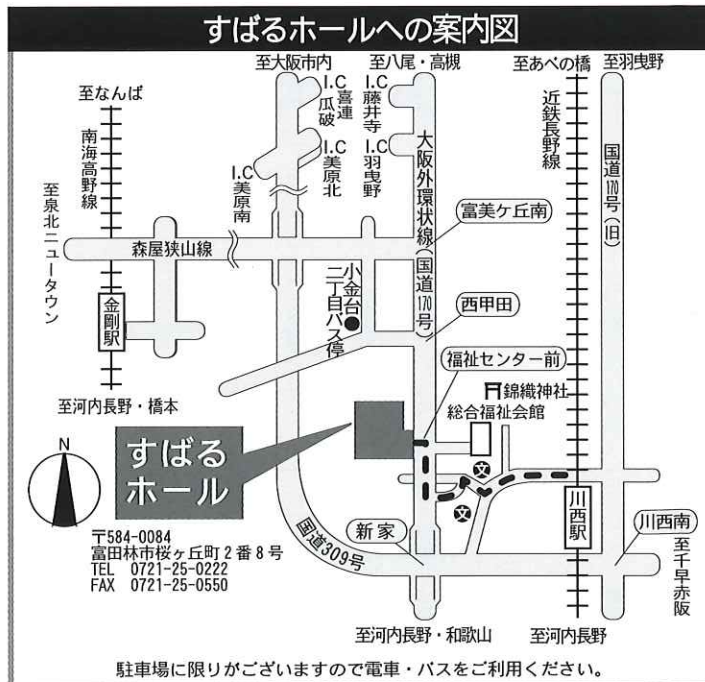 すばるホールへの案内図
至大阪市内
至八尾・高槻
至あべの橋
至羽曳野
至なんば
南海高野線
至泉北ニュータウン
I.C
喜連
瓜破
I.C
美原北
I.C
美原南
I.C
藤井寺
I.C
羽曳野
大阪外環状線(国道170号)
近鉄長野線
国道170号(旧)
森屋狭山線
富美ケ丘南
金剛駅
小金台
二丁目バス停
西甲田
福祉センター前
錦織神社
総合福祉会館
至河内長野・橋本
N
すばる
ホール
文
文
川西駅
新家
川西南
国道309号
至千早赤阪
〒584-0084
富田林市桜ヶ丘町2番8号
TEL 0721-25-0222
FAX 0721-25-0550
至河内長野・和歌山
至河内長野
駐車場に限りがございますので電車・バスをご利用ください。